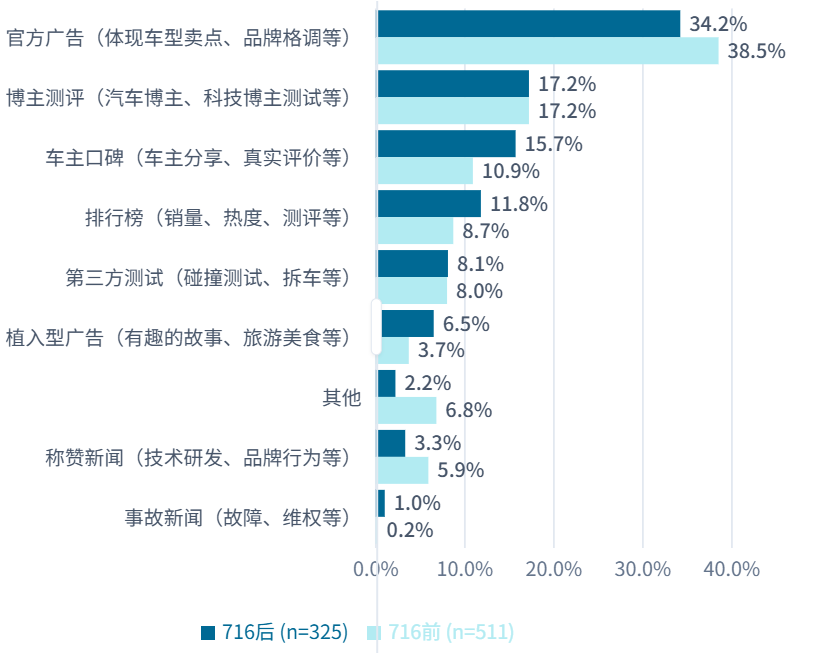 官方广告（体现车型卖点、品牌格调等）
34.2%
38.5%
博主测评（汽车博主、科技博主测试等）
17.2%
17.2%
车主口碑（车主分享、真实评价等）
15.7%
10.9%
排行榜（销量、热度、测评等）
11.8%
8.7%
第三方测试（碰撞测试、拆车等）
8.1%
8.0%
植入型广告（有趣的故事、旅游美食等）
6.5%
3.7%
其他
2.2%
6.8%
称赞新闻（技术研发、品牌行为等）
3.3%
5.9%
事故新闻（故障、维权等）
1.0%
0.2%
0.0% 10.0% 20.0% 30.0% 40.0%
716后 (n=325) 716前 (n=511)